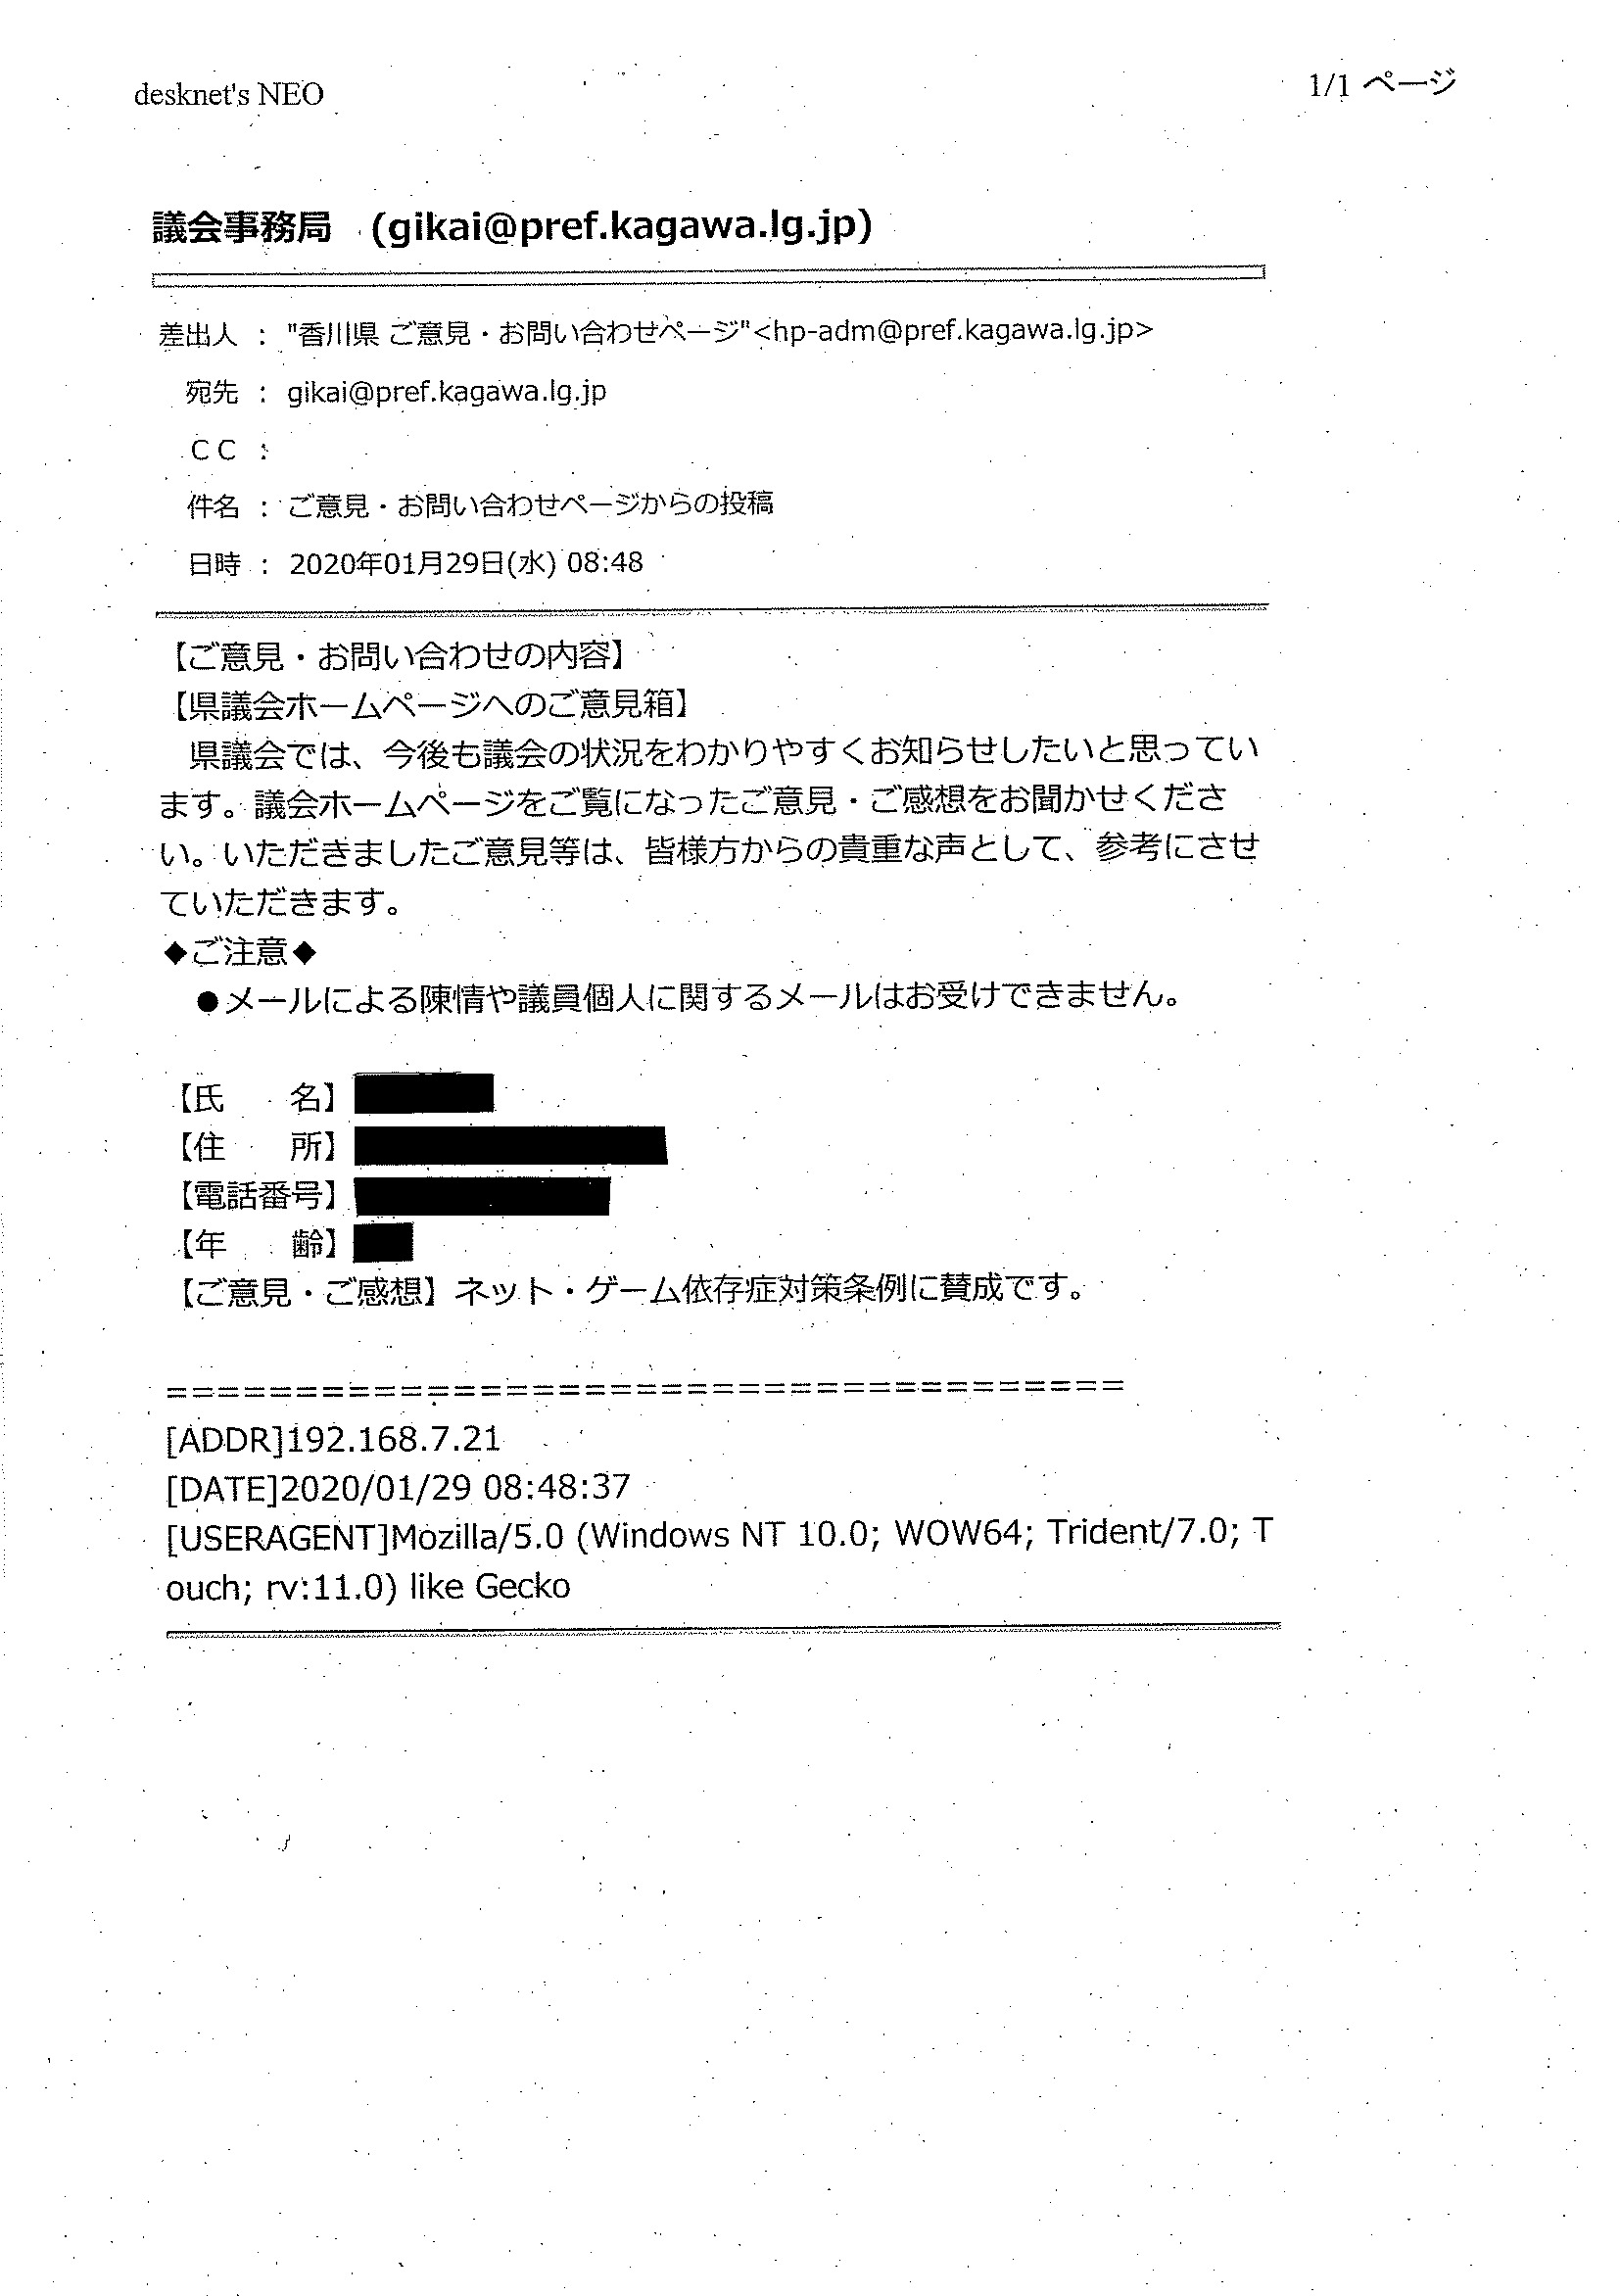 desknet's NEO
1/1 ページ
議会事務局 (gikai@pref.kagawa.lg.jp)
差出人 : "香川県 ご意見・お問い合わせページ"<hp-adm@pref.kagawa.lg.jp>
宛先 : gikai@pref.kagawa.lg.jp
CC :
件名 : ご意見・お問い合わせページからの投稿
日時 : 2020年01月29日(水) 08:48
【ご意見・お問い合わせの内容】
【県議会ホームページへのご意見箱】
県議会では、今後も議会の状況をわかりやすくお知らせしたいと思ってい
ます。議会ホームページをご覧になったご意見・ご感想をお聞かせくださ
い。いただきましたご意見等は、皆様方からの貴重な声として、参考にさせ
ていただきます。
◆ご注意◆
●メールによる陳情や議員個人に関するメールはお受けできません。
【氏　　名】
【住　　所】
【電話番号】
【年　　齢】
【ご意見・ご感想】ネット・ゲーム依存症対策条例に賛成です。
=====================================
[ADDR]192.168.7.21
[DATE]2020/01/29 08:48:37
[USERAGENT]Mozilla/5.0 (Windows NT 10.0; WOW64; Trident/7.0; T
ouch; rv:11.0) like Gecko